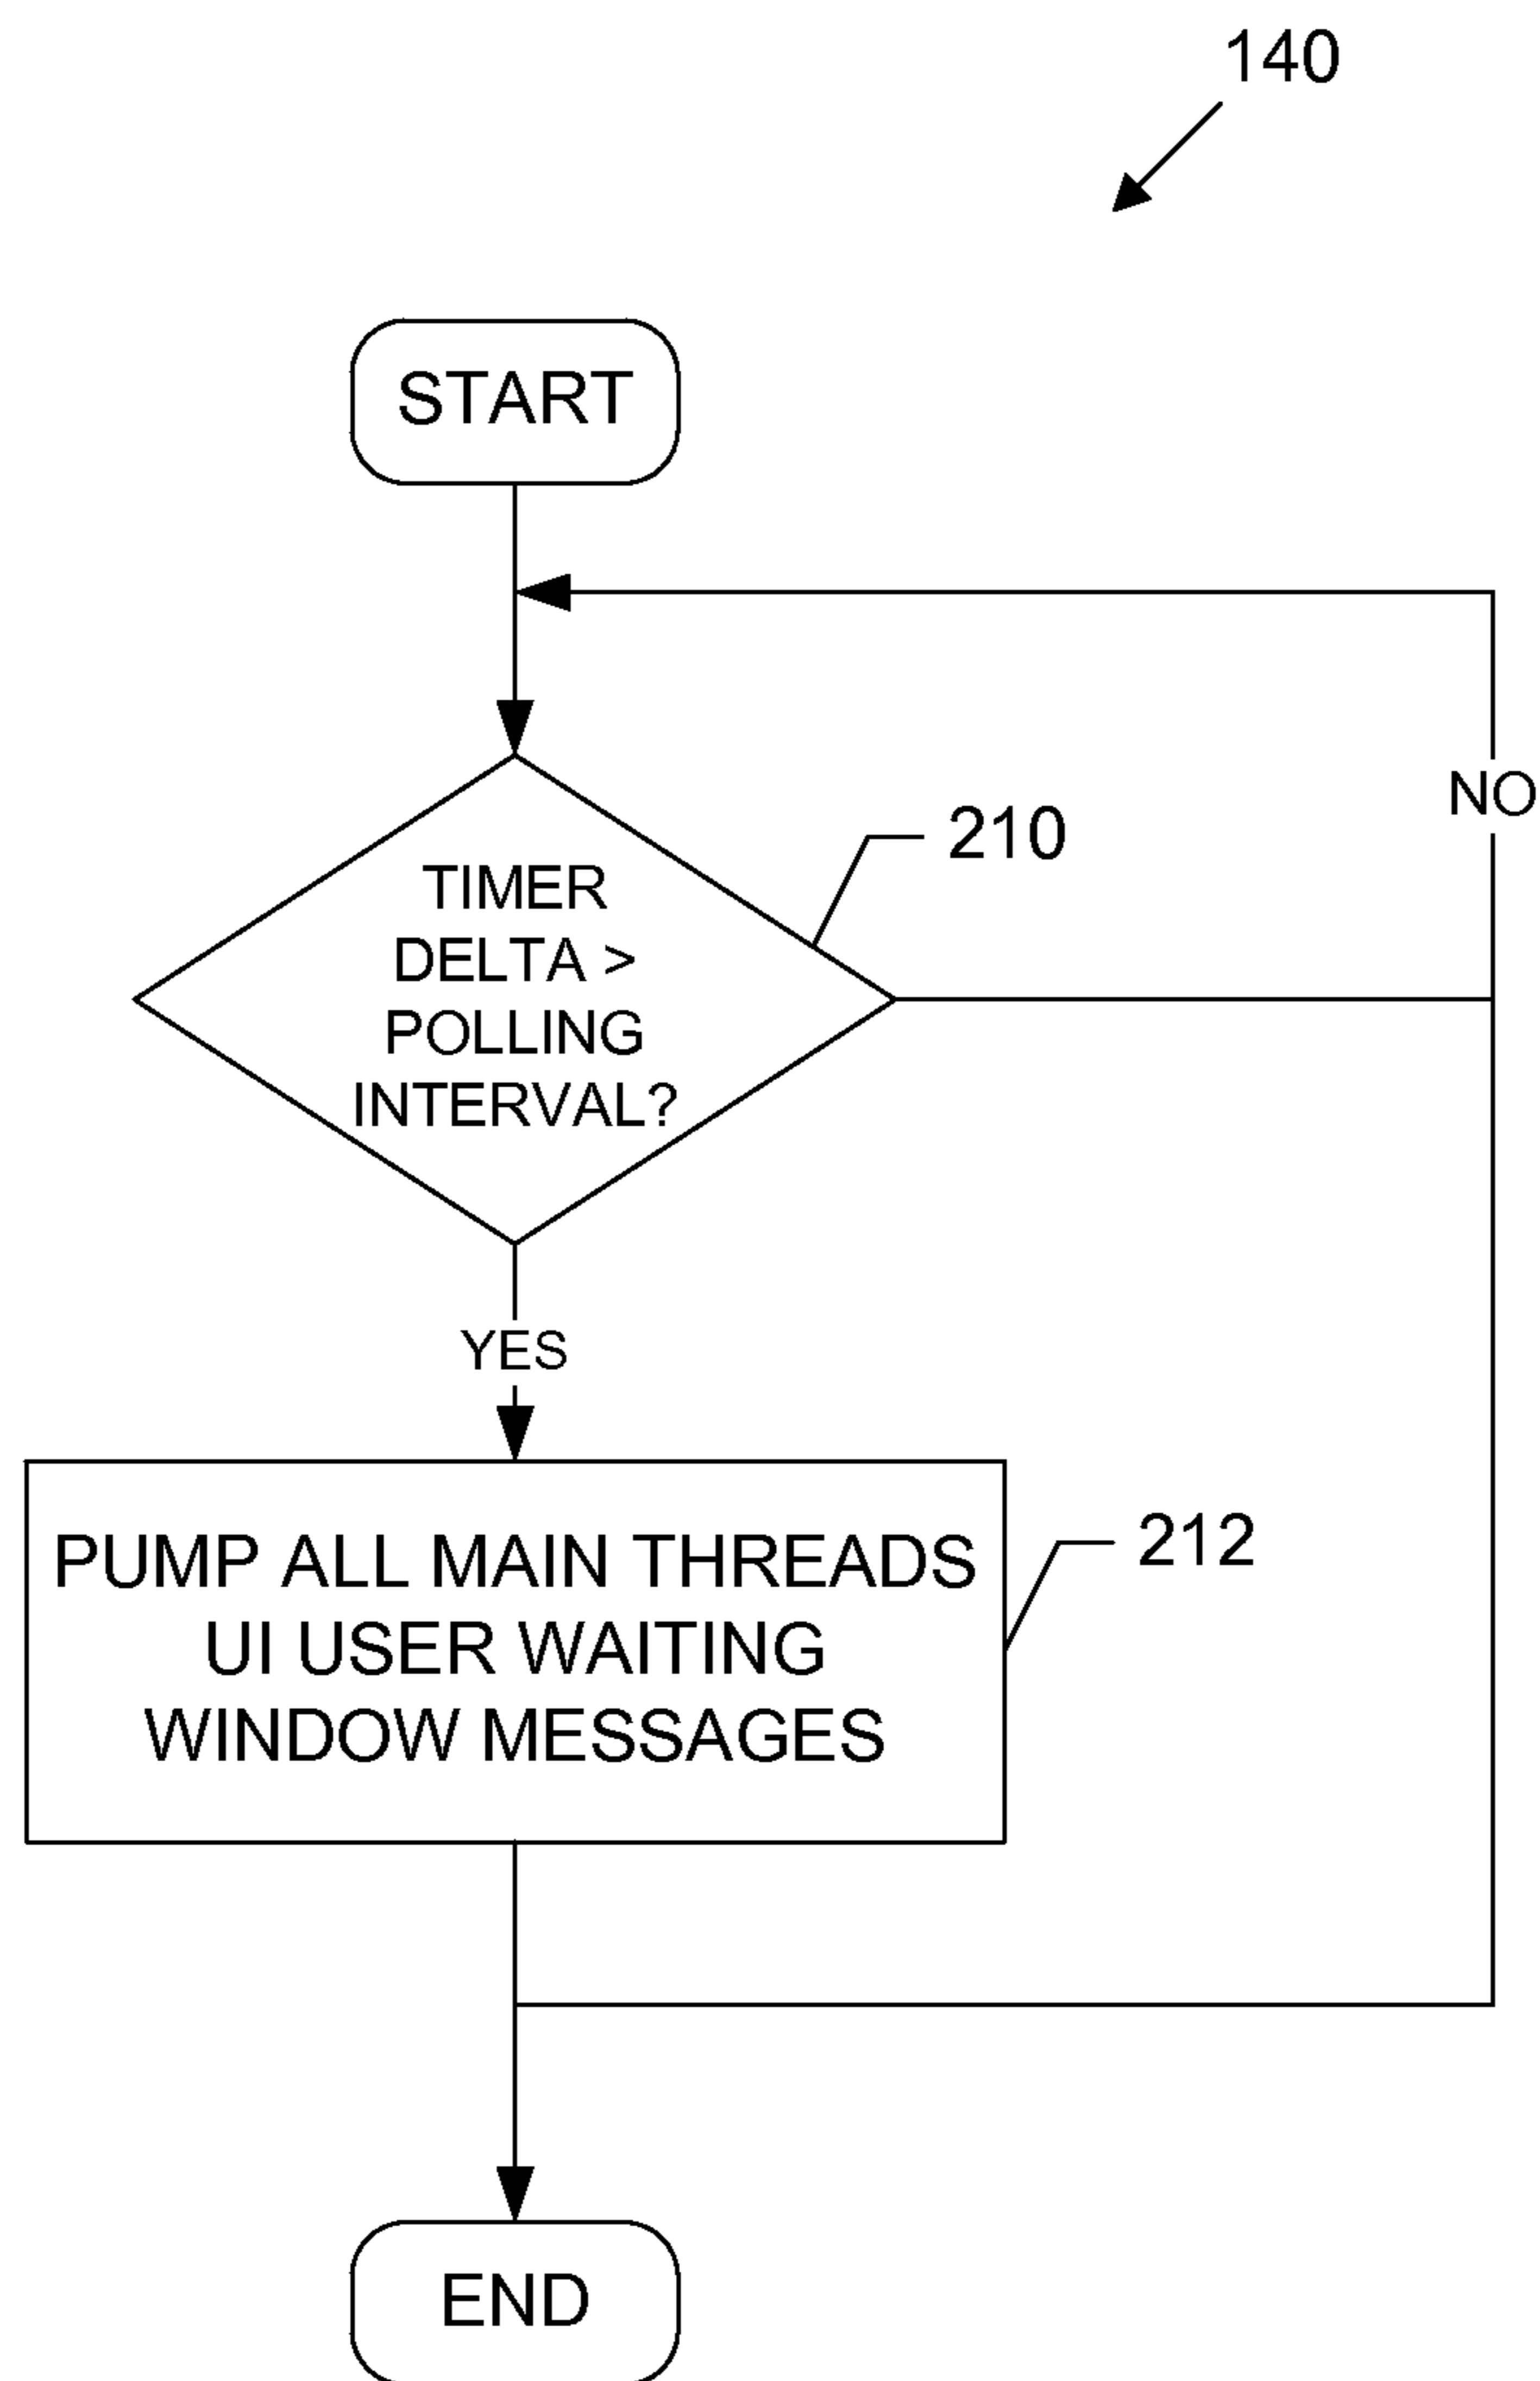 140
START
NO
210
TIMER
DELTA >
POLLING
INTERVAL?
YES
PUMP ALL MAIN THREADS
UI USER WAITING
WINDOW MESSAGES
212
END